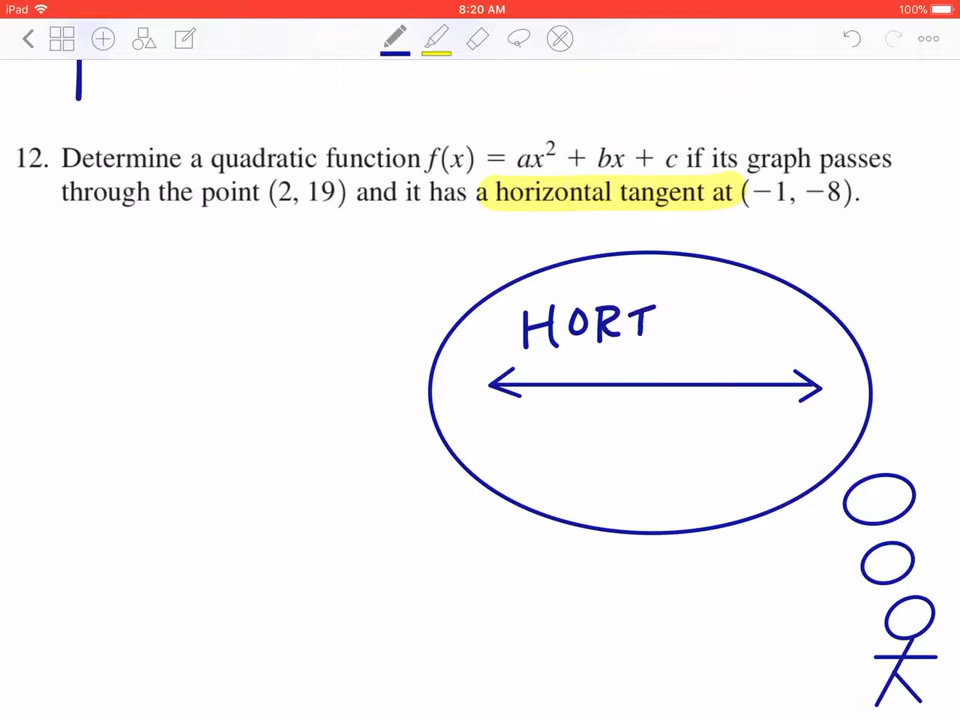 iPad 8:20 AM 100%
12. Determine a quadratic function f(x) = ax² + bx + c if its graph passes
through the point (2, 19) and it has a horizontal tangent at (−1, −8).
HORT